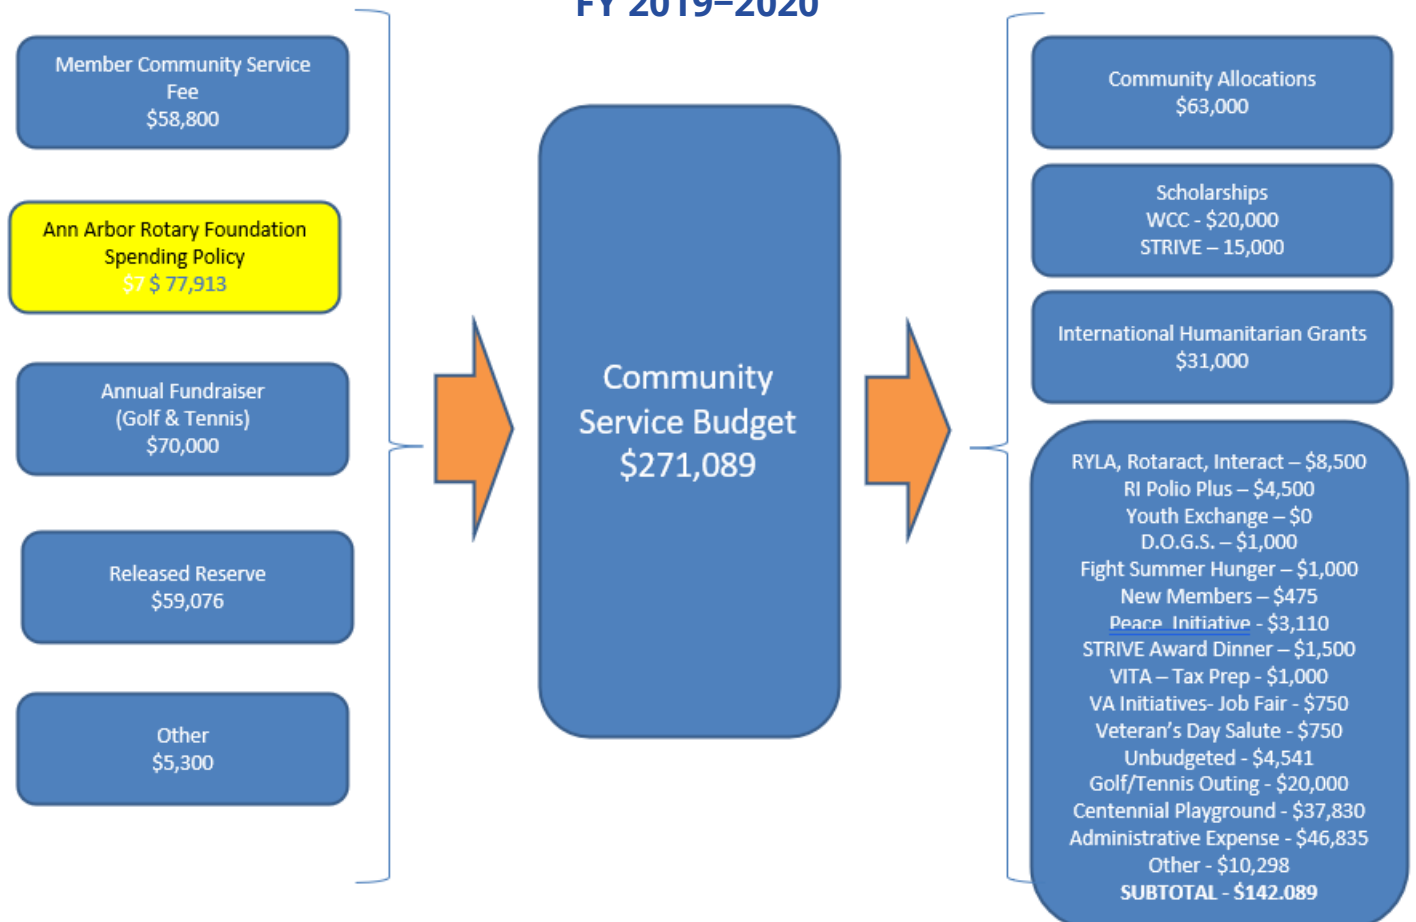 FY 2019–2020
Member Community Service
Fee
$58,800
Ann Arbor Rotary Foundation
Spending Policy
$7 $ 77,913
Annual Fundraiser
(Golf & Tennis)
$70,000
Released Reserve
$59,076
Other
$5,300
Community
Service Budget
$271,089
Community Allocations
$63,000
Scholarships
WCC - $20,000
STRIVE – 15,000
International Humanitarian Grants
$31,000
RYLA, Rotaract, Interact – $8,500
RI Polio Plus – $4,500
Youth Exchange – $0
D.O.G.S. – $1,000
Fight Summer Hunger – $1,000
New Members – $475
Peace Initiative - $3,110
STRIVE Award Dinner – $1,500
VITA – Tax Prep - $1,000
VA Initiatives- Job Fair - $750
Veteran’s Day Salute - $750
Unbudgeted - $4,541
Golf/Tennis Outing - $20,000
Centennial Playground - $37,830
Administrative Expense - $46,835
Other - $10,298
SUBTOTAL - $142.089